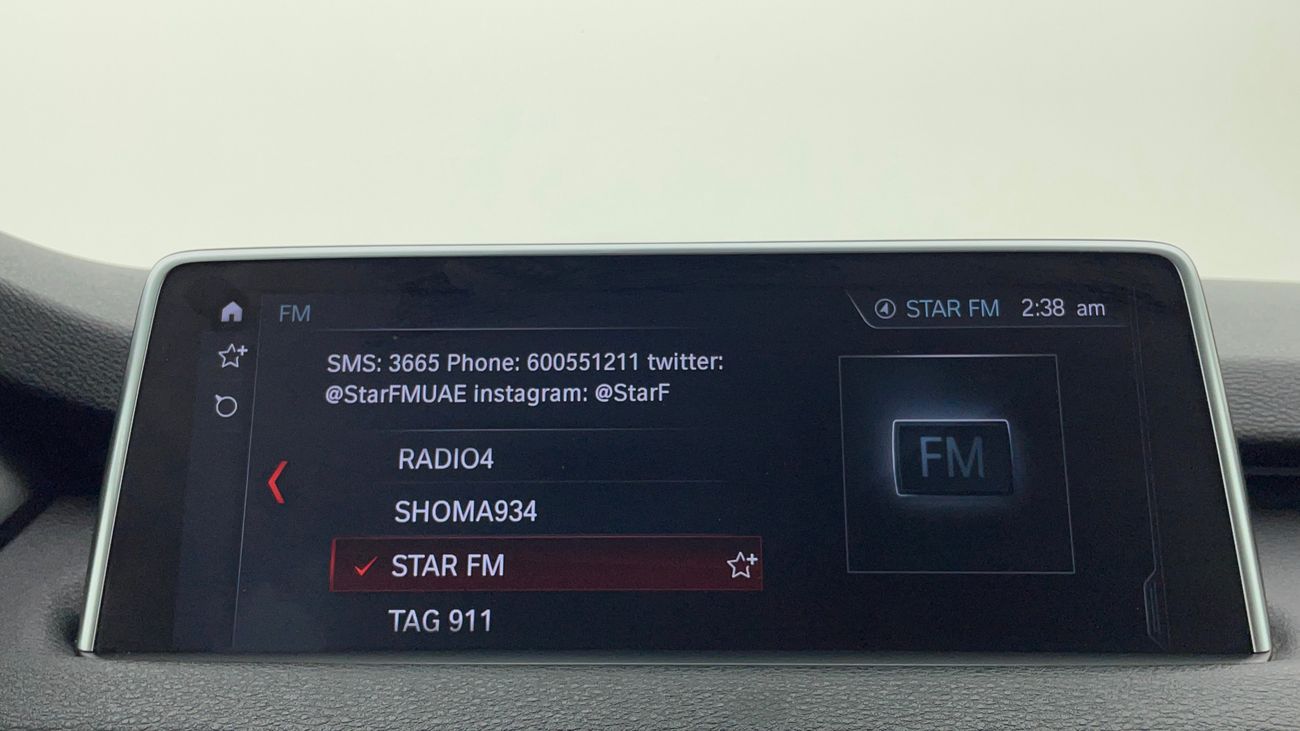 FM
STAR FM 2:38 am
SMS: 3665 Phone: 600551211 twitter:
@StarFMUAE instagram: @StarF
RADIO4
SHOMA934
STAR FM
TAG 911
FM